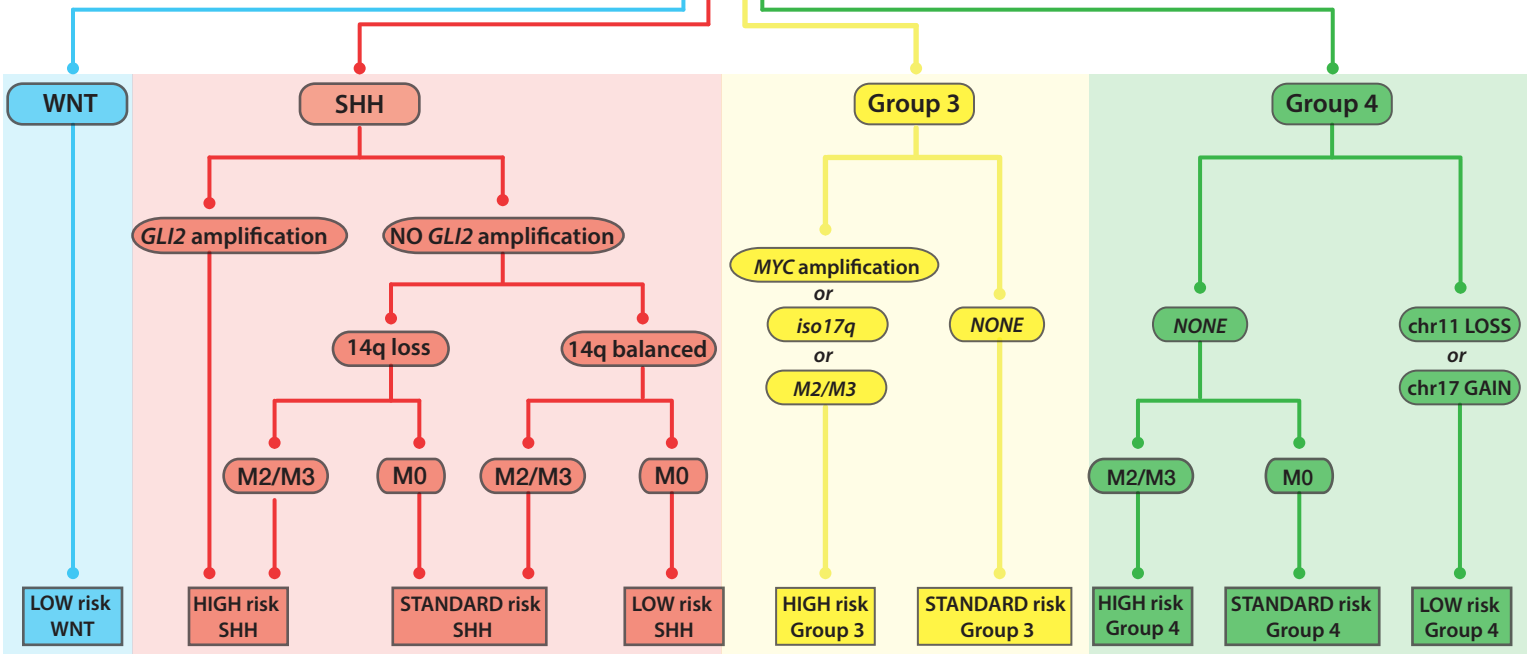 WNT
SHH
Group 3
Group 4
GLI2 amplification
NO GLI2 amplification
MYC amplification
or
iso17q
or
M2/M3
NONE
NONE
chr11 LOSS
or
chr17 GAIN
14q loss
14q balanced
M2/M3
M0
M2/M3
M0
M2/M3
M0
LOW risk
WNT
HIGH risk
SHH
STANDARD risk
SHH
LOW risk
SHH
HIGH risk
Group 3
STANDARD risk
Group 3
HIGH risk
Group 4
STANDARD risk
Group 4
LOW risk
Group 4